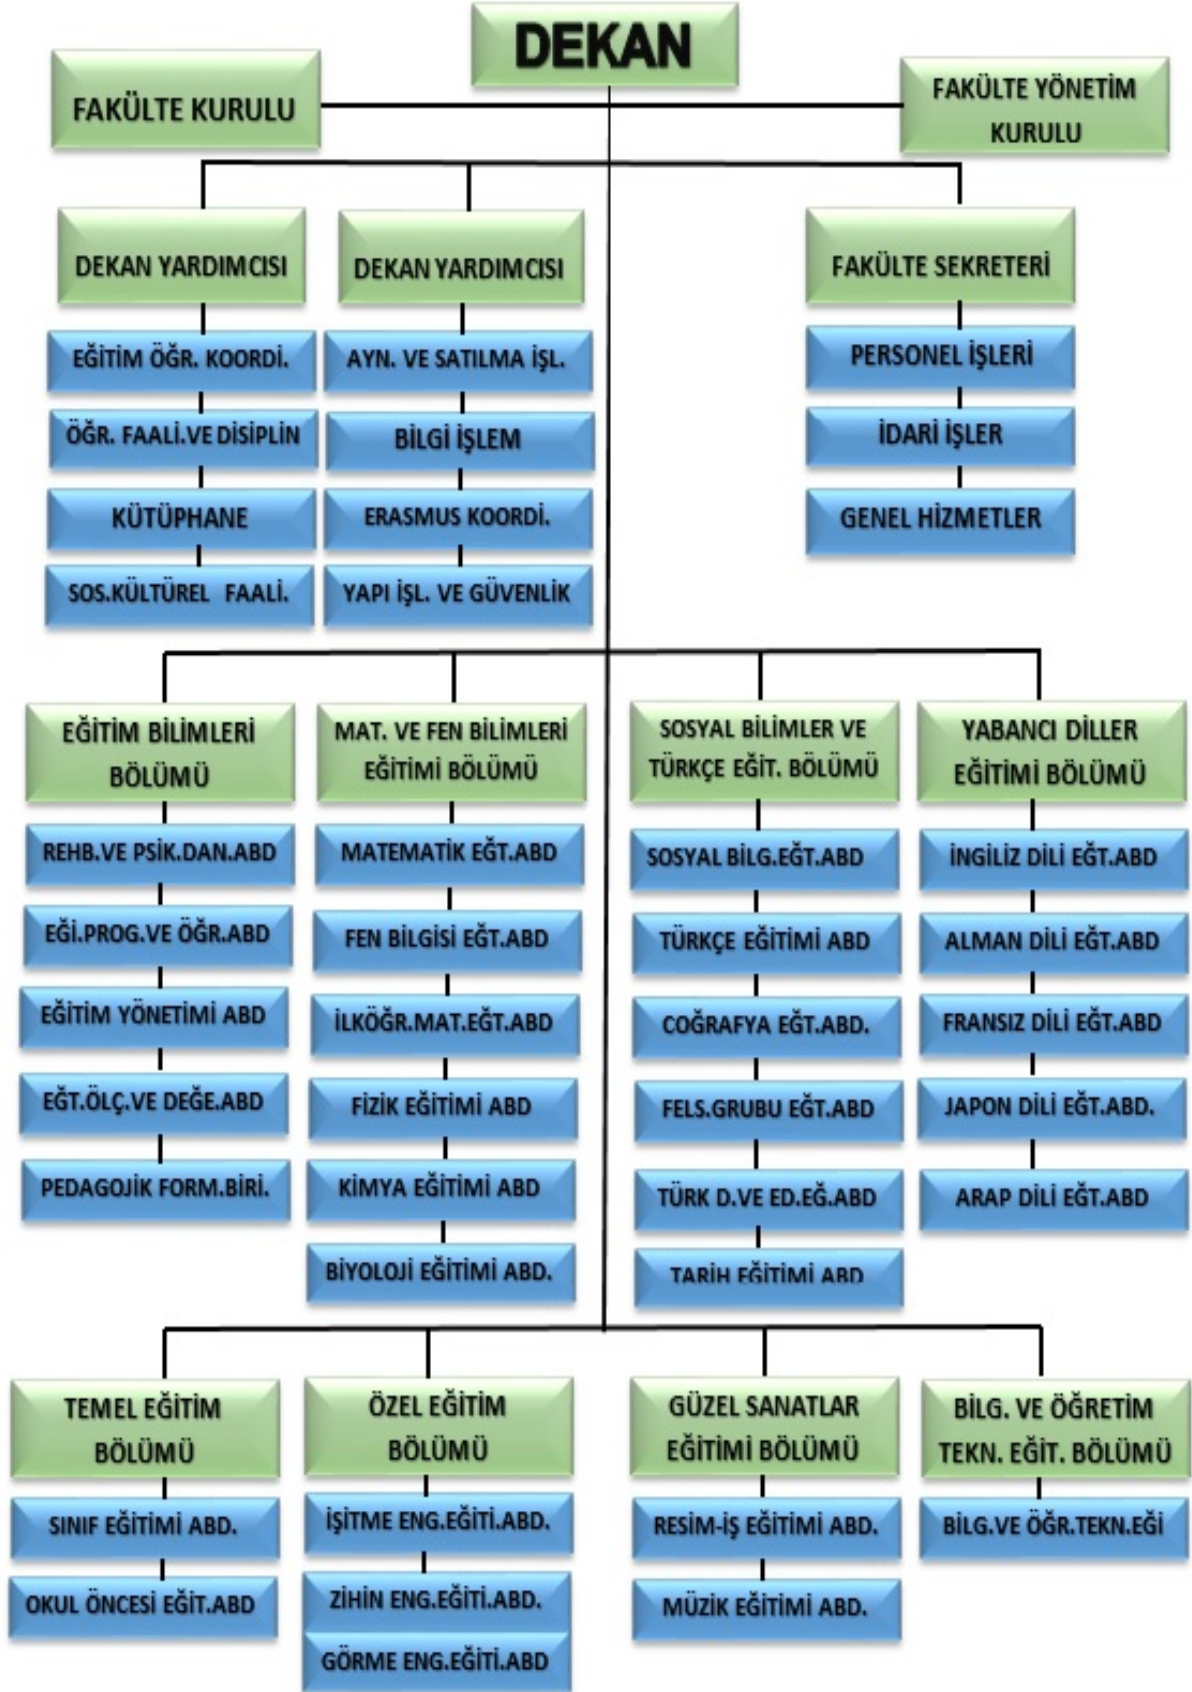 DEKAN
FAKÜLTE KURULU
FAKÜLTE YÖNETİM
KURULU
DEKAN YARDIMCISI
EĞİTİM ÖĞR. KOORDİ.
ÖĞR. FAALİ.VE DİSİPLİN
KÜTÜPHANE
SOS.KÜLTÜREL FAALİ.
DEKAN YARDIMCISI
AYN. VE SATILMA İŞL.
BİLGİ İŞLEM
ERASMUS KOORDİ.
YAPI İŞL. VE GÜVENLİK
FAKÜLTE SEKRETERİ
PERSONEL İŞLERİ
İDARİ İŞLER
GENEL HİZMETLER
EĞİTİM BİLİMLERİ
BÖLÜMÜ
REHB.VE PSİK.DAN.ABD
EĞİ.PROG.VE ÖĞR.ABD
EĞİTİM YÖNETİMİ ABD
EĞT.ÖLÇ.VE DEĞE.ABD
PEDAGOJİK FORM.BİRİ.
MAT. VE FEN BİLİMLERİ
EĞİTİMİ BÖLÜMÜ
MATEMATİK EĞT.ABD
FEN BİLGİSİ EĞT.ABD
İLKÖĞR.MAT.EĞT.ABD
FİZİK EĞİTİMİ ABD
KİMYA EĞİTİMİ ABD
BİYOLOJİ EĞİTİMİ ABD.
SOSYAL BİLİMLER VE
TÜRKÇE EĞİT. BÖLÜMÜ
SOSYAL BİLG.EĞT.ABD
TÜRKÇE EĞİTİMİ ABD
COĞRAFYA EĞT.ABD.
FELS.GRUBU EĞT.ABD
TÜRK D.VE ED.EĞ.ABD
TARİH EĞİTİMİ ABD
YABANCI DİLLER
EĞİTİMİ BÖLÜMÜ
İNGİLİZ DİLİ EĞT.ABD
ALMAN DİLİ EĞT.ABD
FRANSIZ DİLİ EĞT.ABD
JAPON DİLİ EĞT.ABD.
ARAP DİLİ EĞT.ABD
TEMEL EĞİTİM
BÖLÜMÜ
SINIF EĞİTİMİ ABD.
OKUL ÖNCESİ EĞİT.ABD
ÖZEL EĞİTİM
BÖLÜMÜ
İŞİTME ENG.EĞİTİ.ABD.
ZİHİN ENG.EĞİTİ.ABD.
GÖRME ENG.EĞİTİ.ABD
GÜZEL SANATLAR
EĞİTİMİ BÖLÜMÜ
RESİM-İŞ EĞİTİMİ ABD.
MÜZİK EĞİTİMİ ABD.
BİLG. VE ÖĞRETİM
TEKN. EĞİT. BÖLÜMÜ
BİLG.VE ÖĞR.TEKN.EĞİ